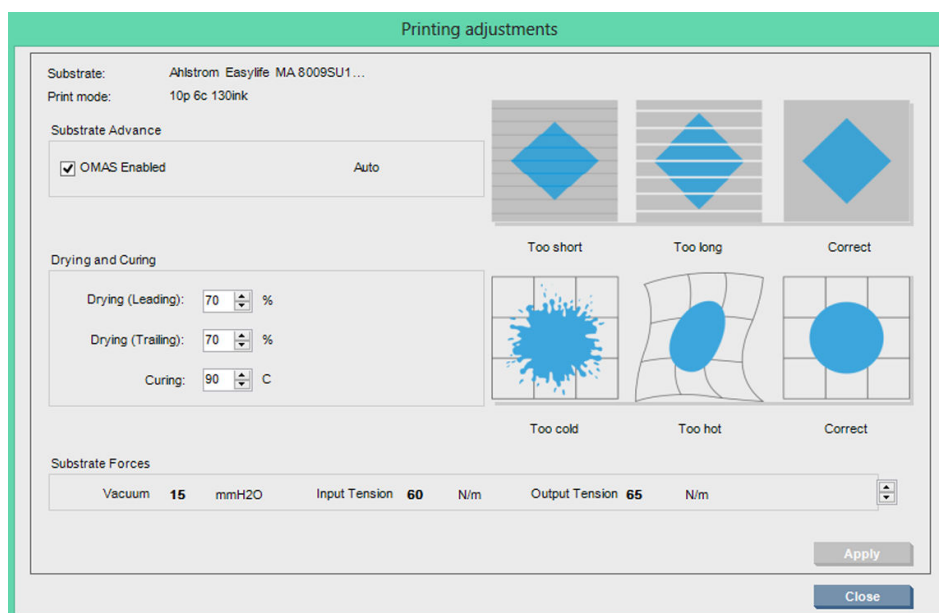 Printing adjustments
Substrate: Ahlstrom Easylife MA 8009SU1...
Print mode: 10p 6c 130ink
Substrate Advance
OMAS Enabled Auto
Too short Too long Correct
Drying and Curing
Drying (Leading): 70 %
Drying (Trailing): 70 %
Curing: 90 C
Too cold Too hot Correct
Substrate Forces
Vacuum 15 mmH2O Input Tension 60 N/m Output Tension 65 N/m
Apply
Close